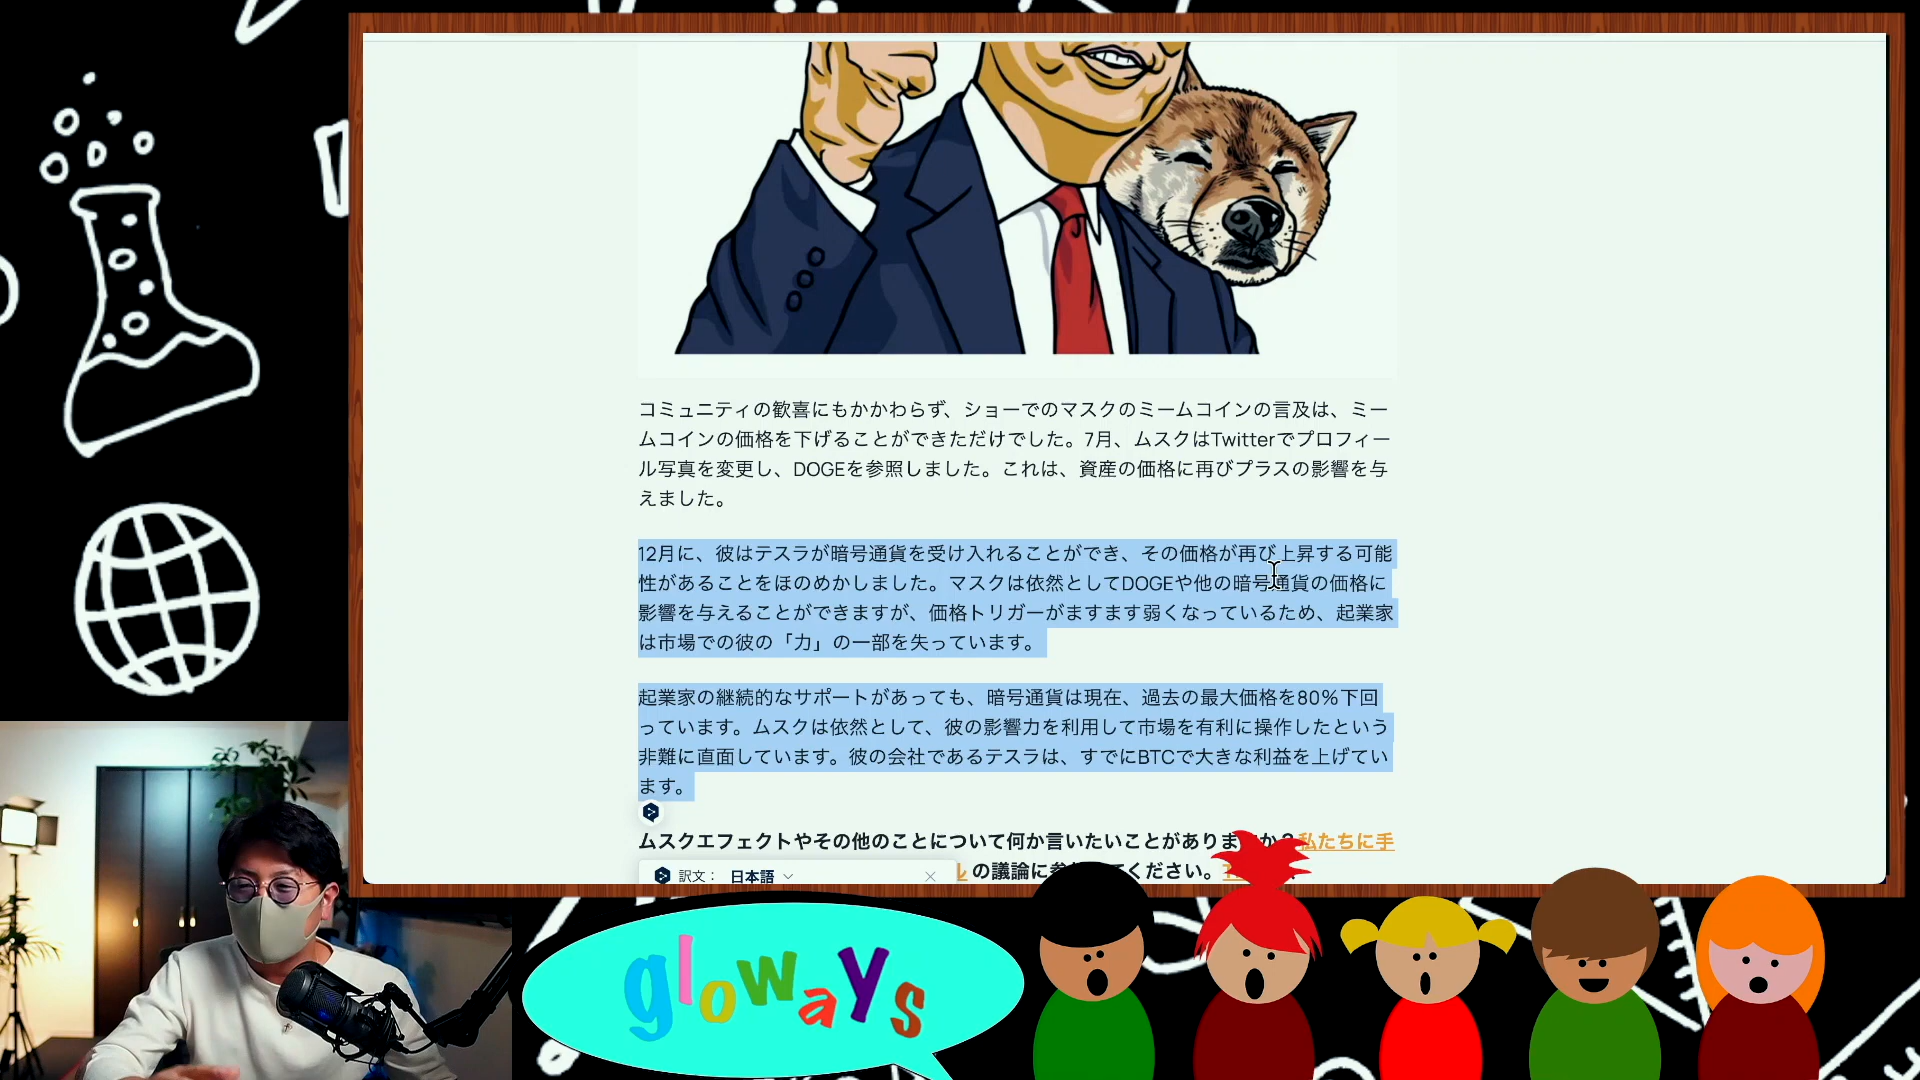 コミュニティの歓喜にもかかわらず、ショーでのマスクのミームコインの言及は、ミー
ムコインの価格を下げることができただけでした。7月、ムスクはTwitterでプロフィー
ル写真を変更し、DOGEを参照しました。これは、資産の価格に再びプラスの影響を与
えました。
12月に、彼はテスラが暗号通貨を受け入れることができ、その価格が再び上昇する可能
性があることをほのめかしました。マスクは依然としてDOGEや他の暗号通貨の価格に
影響を与えることができますが、価格トリガーがますます弱くなっているため、起業家
は市場での彼の「力」の一部を失っています。
起業家の継続的なサポートがあっても、暗号通貨は現在、過去の最大価格を80%下回
っています。ムスクは依然として、彼の影響力を利用して市場を有利に操作したという
非難に直面しています。彼の会社であるテスラは、すでにBTCで大きな利益を上げてい
ます。
ムスクエフェクトやその他のことについて何か言いたいことがありますか？私たちに手
の議論に参加してください。
訳文： 日本語
gloways